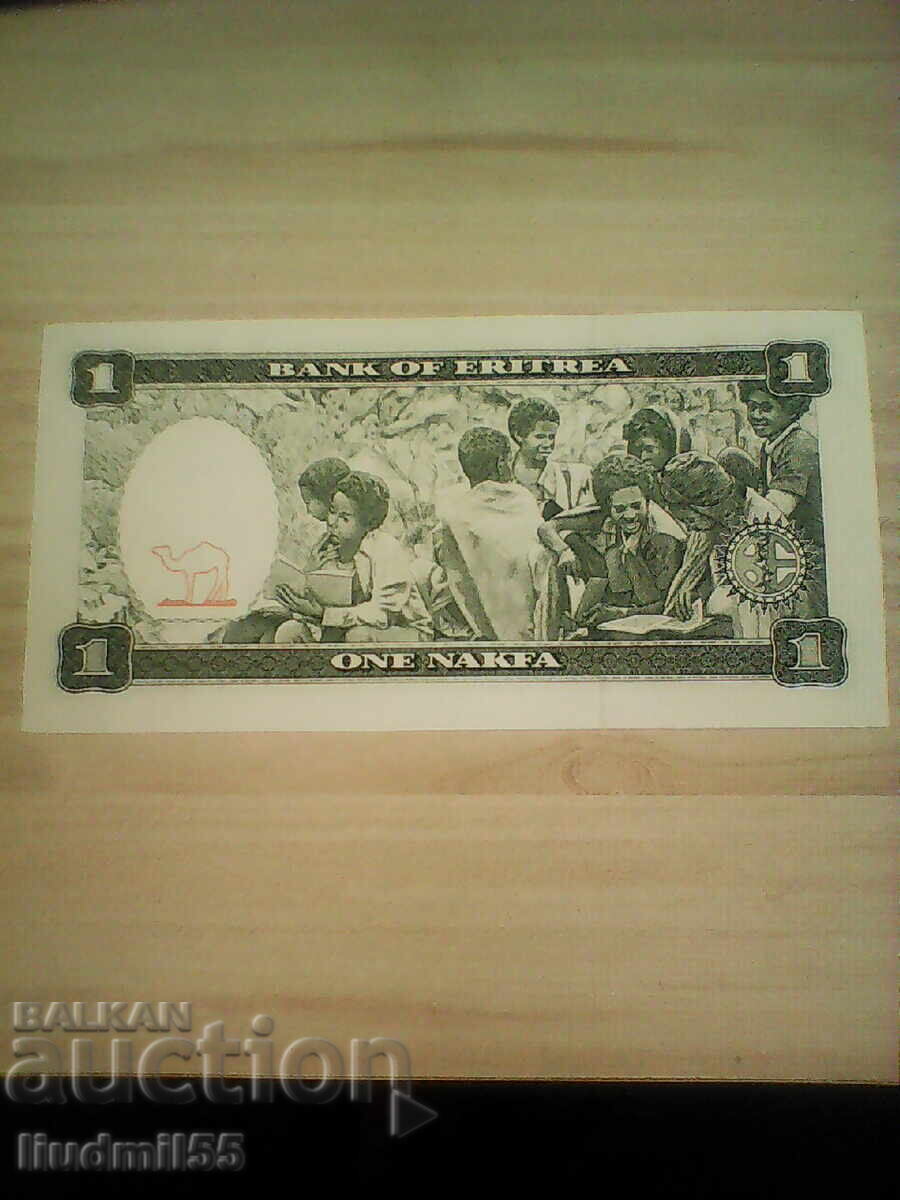 1 BANK OF ERITREA 1
1 ONE NAKFA 1
BALKAN
auction
liudmil55